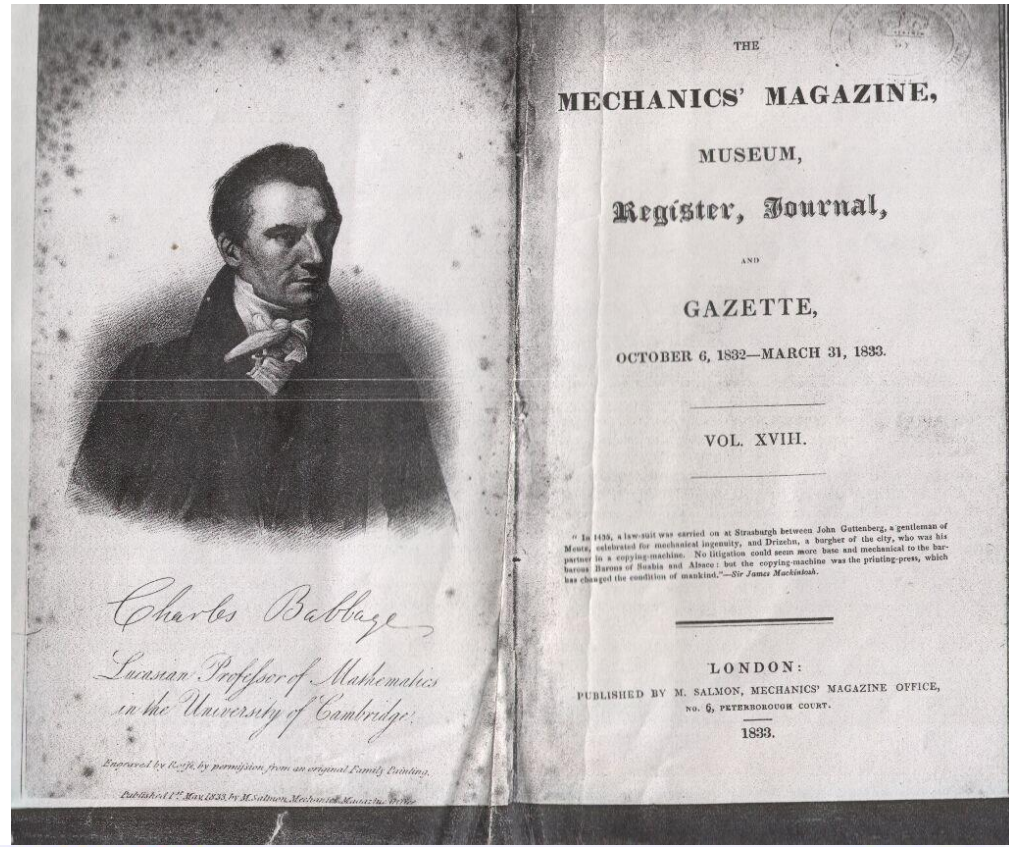 Charles Babbage
Lucasian Professor of Mathematics
in the University of Cambridge.
Engraved by by permission from an original Family Painting.
Published 1st May, 1833, by M. Salmon, Mechanics' Magazine Office
THE
MECHANICS' MAGAZINE,
MUSEUM,
Register, Journal,
AND
GAZETTE,
OCTOBER 6, 1832—MARCH 31, 1833.
VOL. XVIII.
" In 1435, a law-suit was carried on at Strasburgh between John Guttenberg, a gentleman of
Mentz, celebrated for mechanical ingenuity, and Drizehn, a burgher of the city, who was his
partner in a copying-machine. No litigation could seem more base and mechanical to the bar-
barous Barons of Suabia and Alsace: but the copying-machine was the printing-press, which
has changed the condition of mankind."—Sir James Mackintosh.
LONDON:
PUBLISHED BY M. SALMON, MECHANICS' MAGAZINE OFFICE,
NO. 6, PETERBOROUGH COURT.
1833.